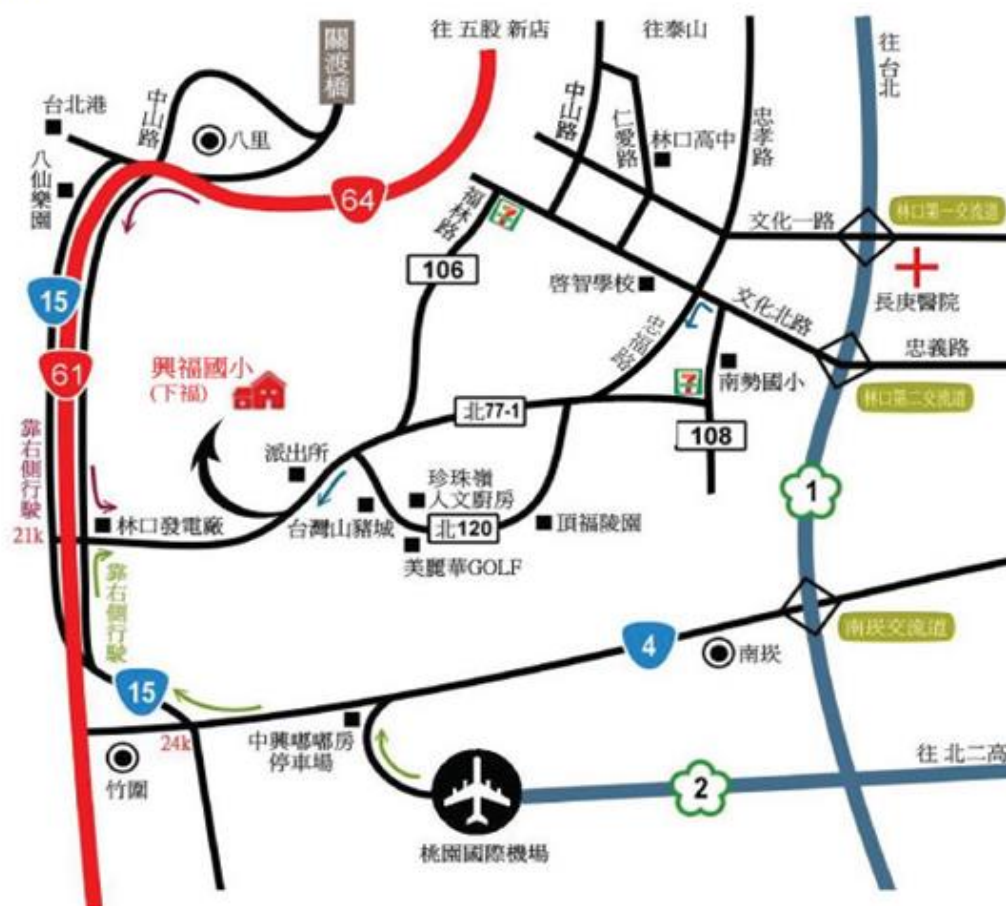 關渡橋
往 五股 新店
往泰山
往台北
台北港
中山路
八里
中山路
仁愛路
林口高中
忠孝路
八仙樂園
64
福林路
7
文化一路
林口第一交流道
106
啓智學校
文化北路
長庚醫院
15
忠福路
忠義路
61
興福國小
(下福)
7
南勢國小
林口第二交流道
北77-1
108
靠右側行駛
派出所
珍珠嶺
人文廚房
1
21k
林口發電廠
台灣山豬城
北120
頂福陵園
美麗華GOLF
靠右側行駛
4
南崁
南崁交流道
15
24k
中興嘟嘟房
停車場
往 北二高
竹圍
2
桃園國際機場